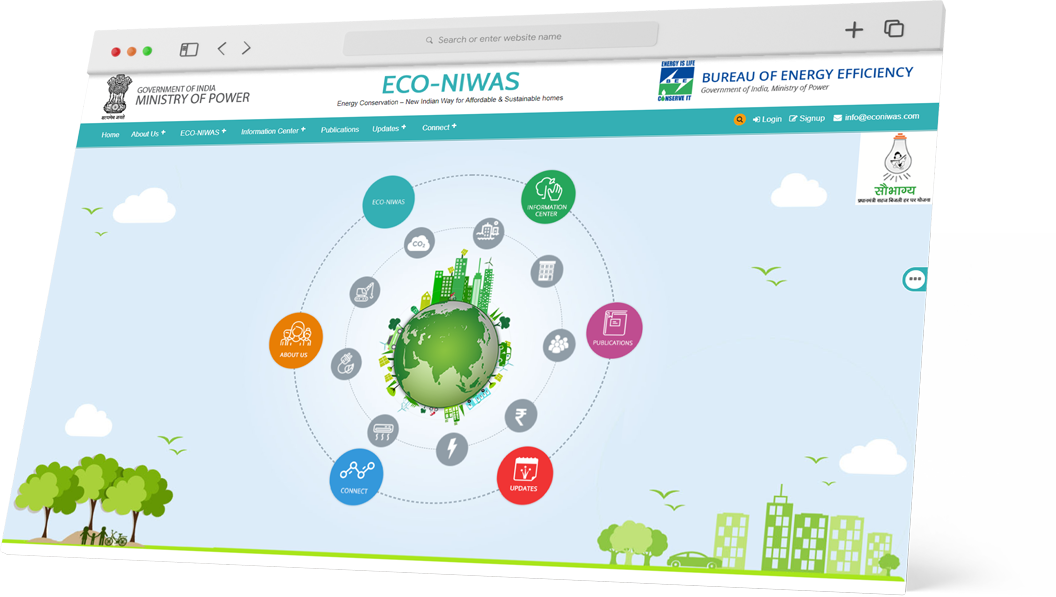 Search or enter website name
GOVERNMENT OF INDIA
MINISTRY OF POWER
सत्यमेव जयते
ECO-NIWAS
Energy Conservation – New Indian Way for Affordable & Sustainable homes
ENERGY IS LIFE
BEE
CONSERVE IT
BUREAU OF ENERGY EFFICIENCY
Government of India, Ministry of Power
Home About Us + ECO-NIWAS + Information Center + Publications Updates + Connect +
Login Signup info@econiwas.com
सौभाग्य
प्रधानमंत्री सहज बिजली हर घर योजना
ECO-NIWAS
INFORMATION
CENTER
CO₂
ABOUT US
PUBLICATIONS
₹
CONNECT
UPDATES